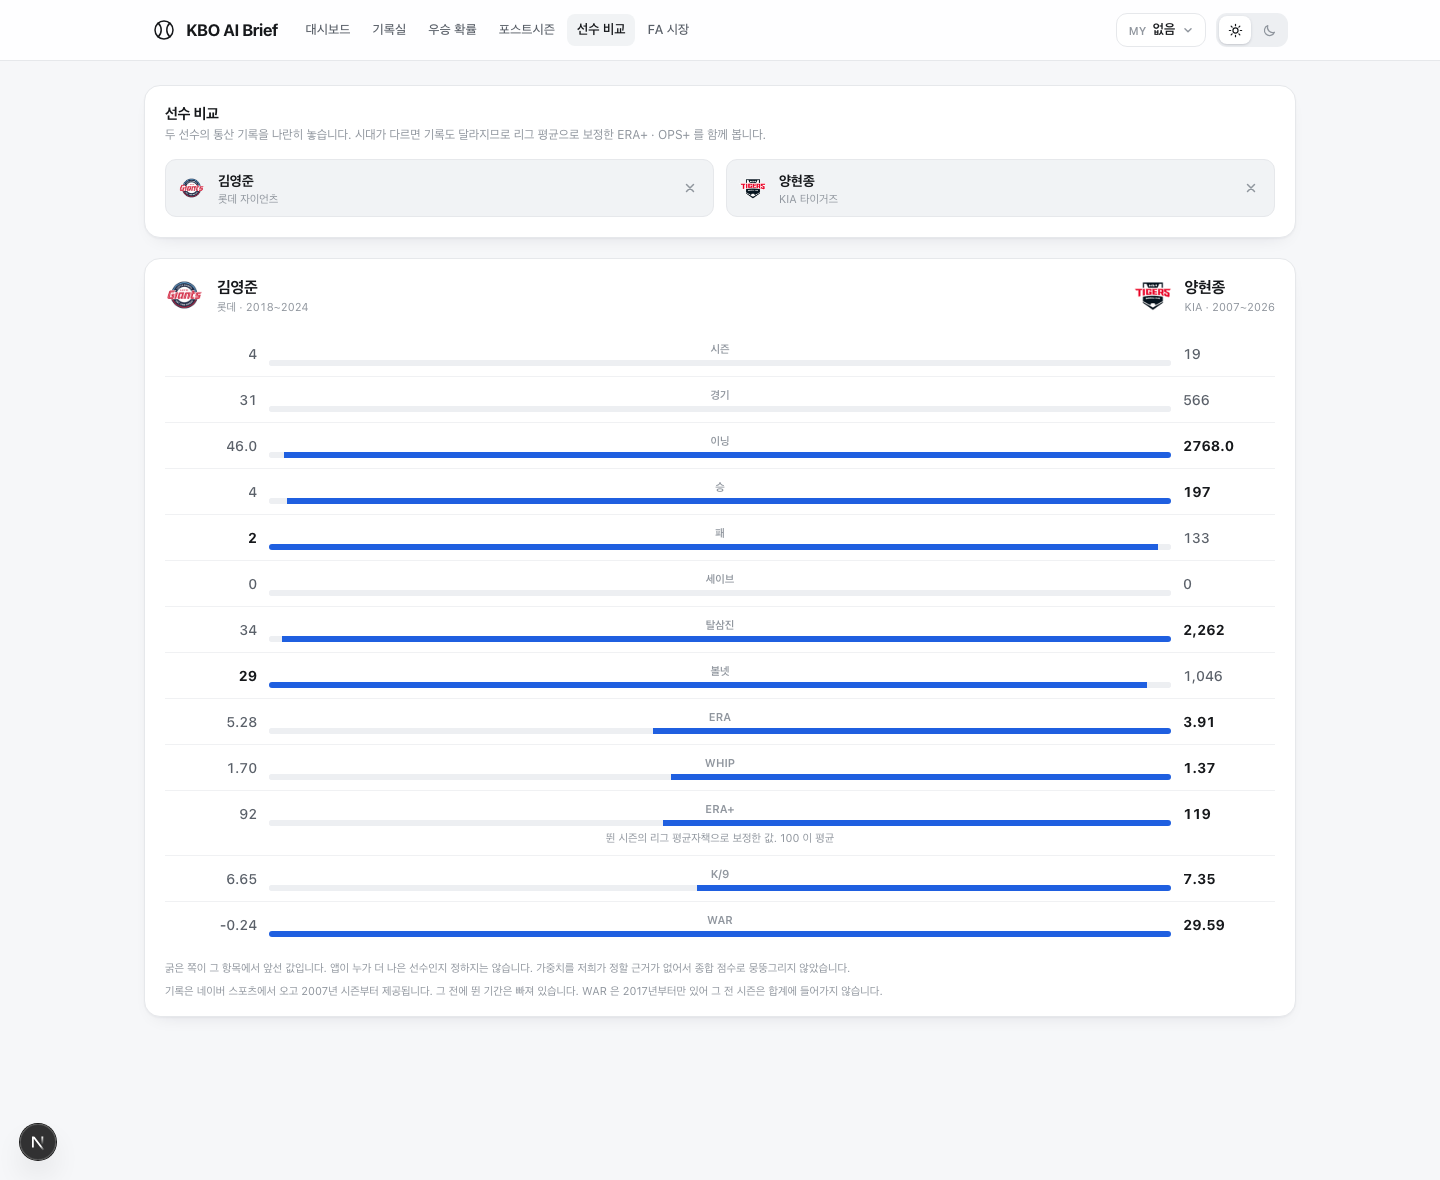 KBO AI Brief
대시보드
기록실
우승 확률
포스트시즌
선수 비교
FA 시장
MY 없음
선수 비교
두 선수의 통산 기록을 나란히 놓습니다. 시대가 다르면 기록도 달라지므로 리그 평균으로 보정한 ERA+ · OPS+ 를 함께 봅니다.
Giants
김영준
롯데 자이언츠
TIGERS
양현종
KIA 타이거즈
Giants
김영준
롯데 · 2018~2024
TIGERS
양현종
KIA · 2007~2026
4 시즌 19
31 경기 566
46.0 이닝 2768.0
4 승 197
2 패 133
0 세이브 0
34 탈삼진 2,262
29 볼넷 1,046
5.28 ERA 3.91
1.70 WHIP 1.37
92 ERA+ 119
뛴 시즌의 리그 평균자책으로 보정한 값. 100 이 평균
6.65 K/9 7.35
-0.24 WAR 29.59
굵은 쪽이 그 항목에서 앞선 값입니다. 앱이 누가 더 나은 선수인지 정하지는 않습니다. 가중치를 저희가 정할 근거가 없어서 종합 점수로 뭉뚱그리지 않았습니다.
기록은 네이버 스포츠에서 오고 2007년 시즌부터 제공됩니다. 그 전에 뛴 기간은 빠져 있습니다. WAR 은 2017년부터만 있어 그 전 시즌은 합계에 들어가지 않습니다.
N